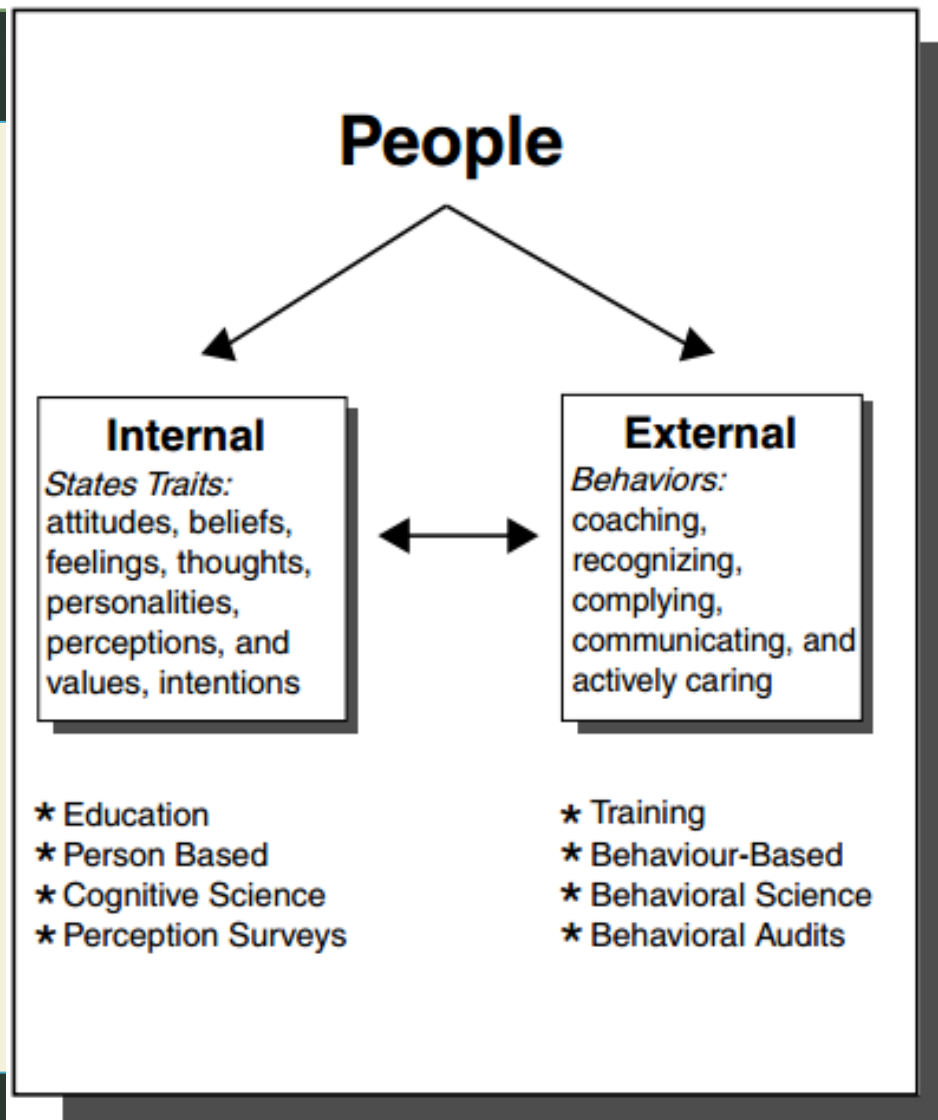 People
Internal
States Traits:
attitudes, beliefs,
feelings, thoughts,
personalities,
perceptions, and
values, intentions
External
Behaviors:
coaching,
recognizing,
complying,
communicating, and
actively caring
* Education
* Person Based
* Cognitive Science
* Perception Surveys
* Training
* Behaviour-Based
* Behavioral Science
* Behavioral Audits